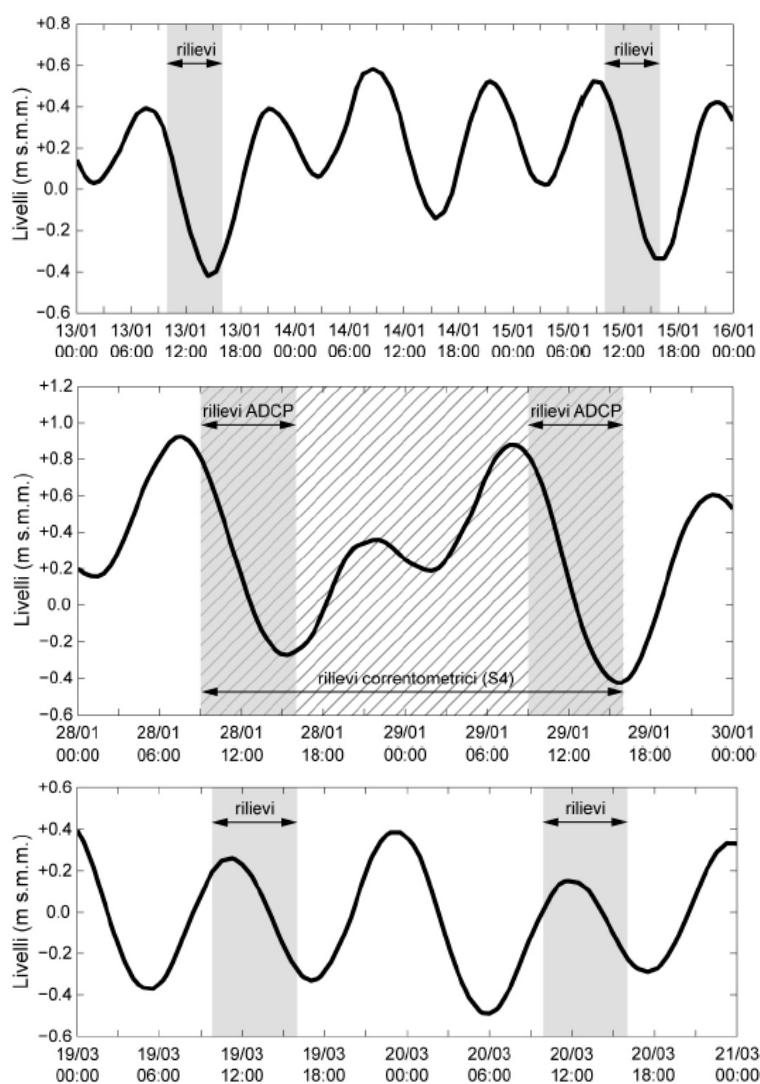 +0.8
rilievi
rilievi
+0.6
+0.4
+0.2
0.0
−0.2
−0.4
−0.6
Livelli (m s.m.m.)
13/01 13/01 13/01 13/01 14/01 14/01 14/01 14/01 15/01 15/01 15/01 15/01 16/01
00:00 06:00 12:00 18:00 00:00 06:00 12:00 18:00 00:00 06:00 12:00 18:00 00:00
+1.2
rilievi ADCP
rilievi ADCP
+1.0
+0.8
+0.6
+0.4
+0.2
0.0
−0.2
−0.4
−0.6
Livelli (m s.m.m.)
rilievi correntometrici (S4)
28/01 28/01 28/01 28/01 29/01 29/01 29/01 29/01 30/01
00:00 06:00 12:00 18:00 00:00 06:00 12:00 18:00 00:00
+0.6
rilievi
rilievi
+0.4
+0.2
0.0
−0.2
−0.4
−0.6
Livelli (m s.m.m.)
19/03 19/03 19/03 19/03 20/03 20/03 20/03 20/03 21/03
00:00 06:00 12:00 18:00 00:00 06:00 12:00 18:00 00:00